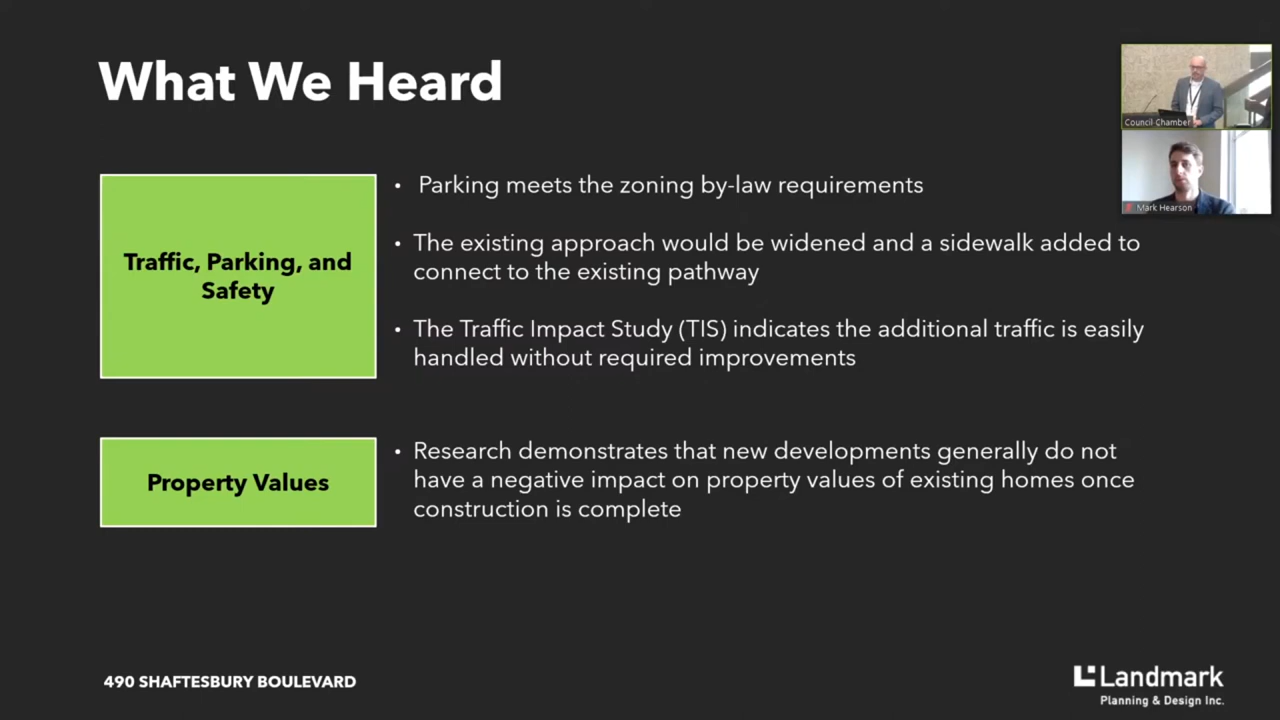 What We Heard
Council Chamber
Mark Hearson
Traffic, Parking, and
Safety
• Parking meets the zoning by-law requirements
• The existing approach would be widened and a sidewalk added to
connect to the existing pathway
• The Traffic Impact Study (TIS) indicates the additional traffic is easily
handled without required improvements
Property Values
• Research demonstrates that new developments generally do not
have a negative impact on property values of existing homes once
construction is complete
490 SHAFTESBURY BOULEVARD
Landmark
Planning & Design Inc.